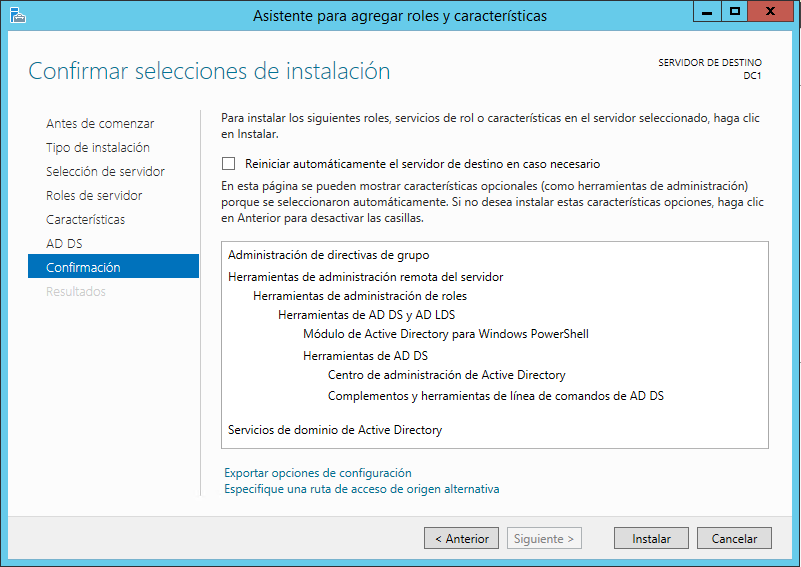 Asistente para agregar roles y características
Confirmar selecciones de instalación
SERVIDOR DE DESTINO
DC1
Antes de comenzar
Tipo de instalación
Selección de servidor
Roles de servidor
Características
AD DS
Confirmación
Resultados
Para instalar los siguientes roles, servicios de rol o características en el servidor seleccionado, haga clic
en Instalar.
Reiniciar automáticamente el servidor de destino en caso necesario
En esta página se pueden mostrar características opcionales (como herramientas de administración)
porque se seleccionaron automáticamente. Si no desea instalar estas características opciones, haga clic
en Anterior para desactivar las casillas.
Administración de directivas de grupo
Herramientas de administración remota del servidor
Herramientas de administración de roles
Herramientas de AD DS y AD LDS
Módulo de Active Directory para Windows PowerShell
Herramientas de AD DS
Centro de administración de Active Directory
Complementos y herramientas de línea de comandos de AD DS
Servicios de dominio de Active Directory
Exportar opciones de configuración
Especifique una ruta de acceso de origen alternativa
< Anterior
Siguiente >
Instalar
Cancelar